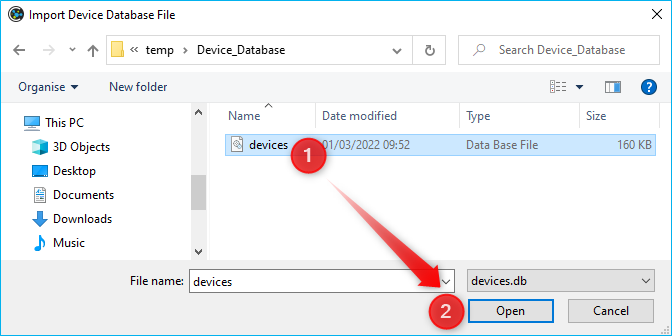 Import Device Database File
temp Device_Database
Search Device_Database
Organise New folder
Name Date modified Type Size
This PC
3D Objects
Desktop
Documents
Downloads
Music
devices 01/03/2022 09:52 Data Base File 160 KB
1
File name: devices devices.db
2 Open Cancel